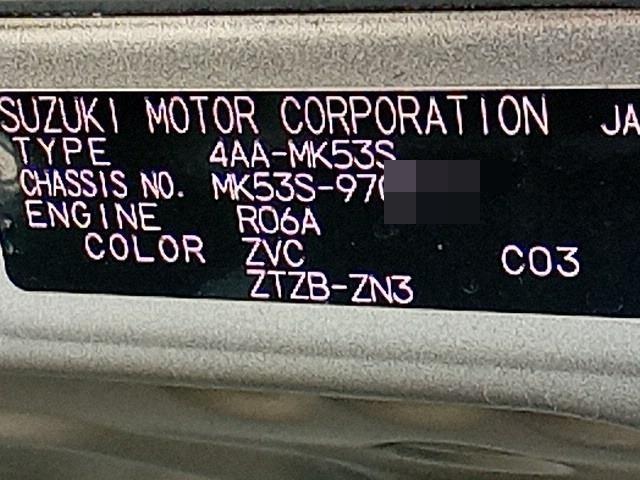 SUZUKI MOTOR CORPORATION JA
TYPE 4AA-MK53S
CHASSIS NO. MK53S-97
ENGINE R06A
COLOR ZVC C03
ZTZB-ZN3